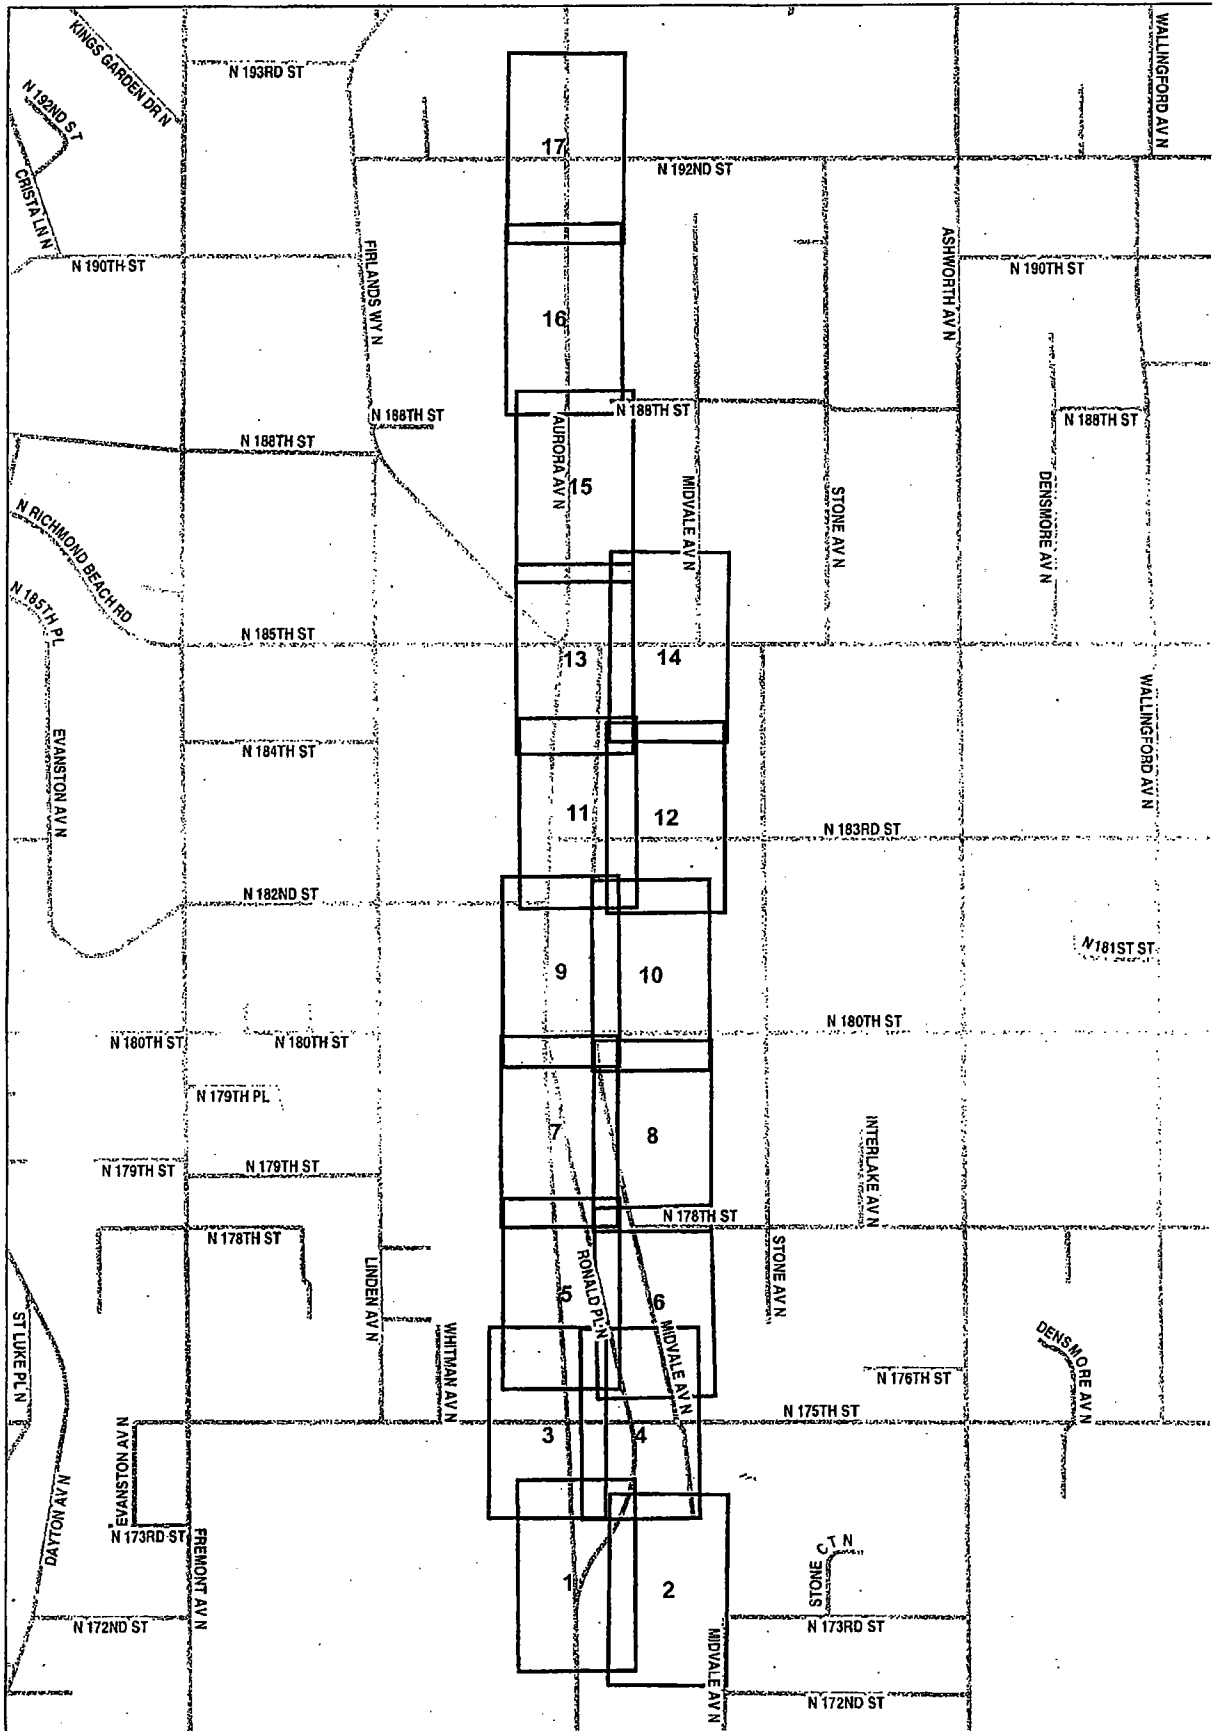 KINGS GARDEN DR N
N 193RD ST
WALLINGFORD AV N
N 192ND ST
17
N 192ND ST
CRISTA LN N
N 190TH ST
FIRLANDS WY N
ASHWORTH AV N
N 190TH ST
16
N 188TH ST
N 188TH ST
N 188TH ST
N 188TH ST
AURORA AV N
15
MIDVALE AV N
STONE AV N
DENSMORE AV N
N RICHMOND BEACH RD
N 185TH PL
N 185TH ST
13
14
WALLINGFORD AV N
EVANSTON AV N
N 184TH ST
11
12
N 183RD ST
N 182ND ST
N 181ST ST
9
10
N 180TH ST
N 180TH ST
N 180TH ST
N 179TH PL
7
8
INTERLAKE AV N
N 179TH ST
N 179TH ST
N 178TH ST
N 178TH ST
LINDEN AV N
RONALD PL N
STONE AV N
5
6
ST LUKE PL N
WHITMAN AV N
MIDVALE AV N
DENSMORE AV N
N 176TH ST
N 175TH ST
3
4
EVANSTON AV N
DAYTON AV N
N 173RD ST
FREMONT AV N
STONE CT N
1
2
N 172ND ST
N 173RD ST
MIDVALE AV N
N 172ND ST